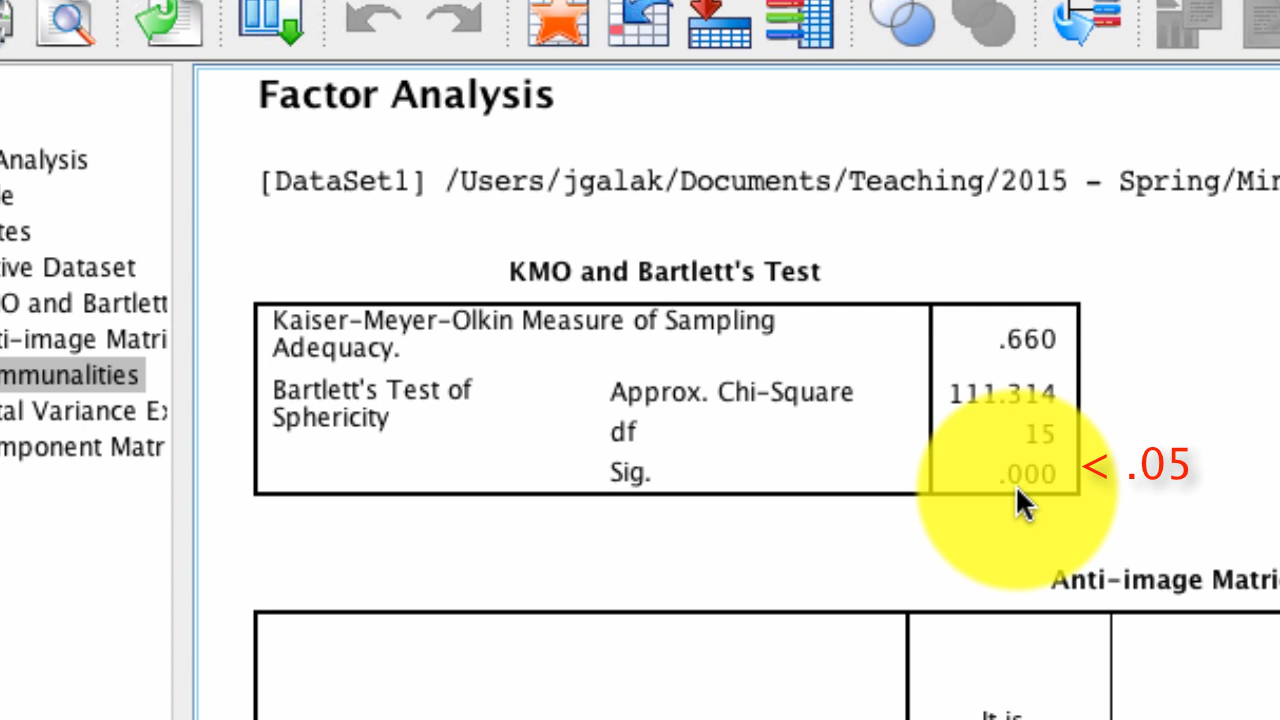 Factor Analysis
[DataSet1] /Users/jgalak/Documents/Teaching/2015 - Spring/Min
Analysis
e
tes
ive Dataset
O and Bartlett
ti-image Matri
mmunalities
tal Variance Ex
mponent Matr
KMO and Bartlett's Test
Kaiser-Meyer-Olkin Measure of Sampling
Adequacy. .660
Bartlett's Test of Approx. Chi-Square 111.314
Sphericity df 15
Sig. .000 < .05
Anti-image Matri
It is